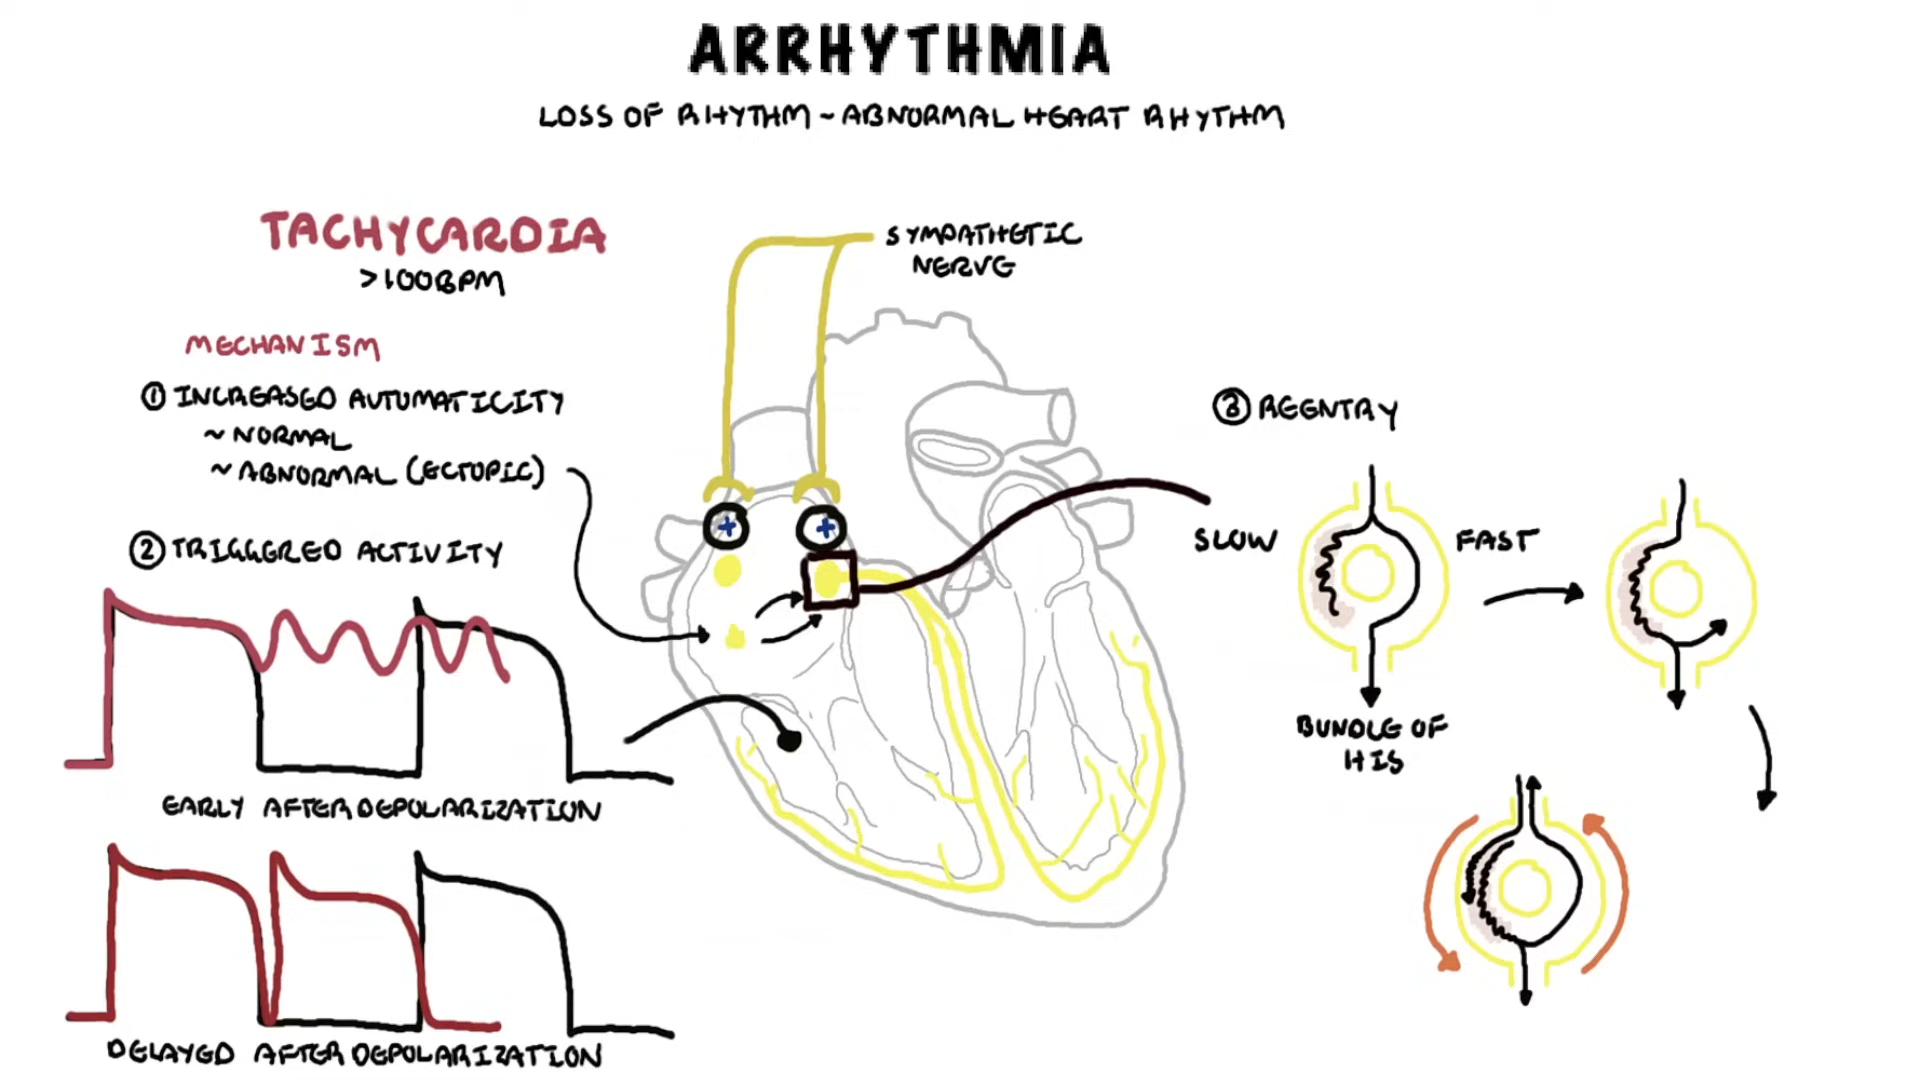 ARRHYTHMIA
LOSS OF RHYTHM ~ ABNORMAL HEART RHYTHM
TACHYCARDIA
>100BPM
MECHANISM
① INCREASED AUTOMATICITY
~ NORMAL
~ ABNORMAL (ECTOPIC)
② TRIGGERED ACTIVITY
EARLY AFTERDEPOLARIZATION
DELAYED AFTERDEPOLARIZATION
SYMPATHETIC
NERVE
+
+
③ REENTRY
SLOW
FAST
BUNDLE OF
HIS